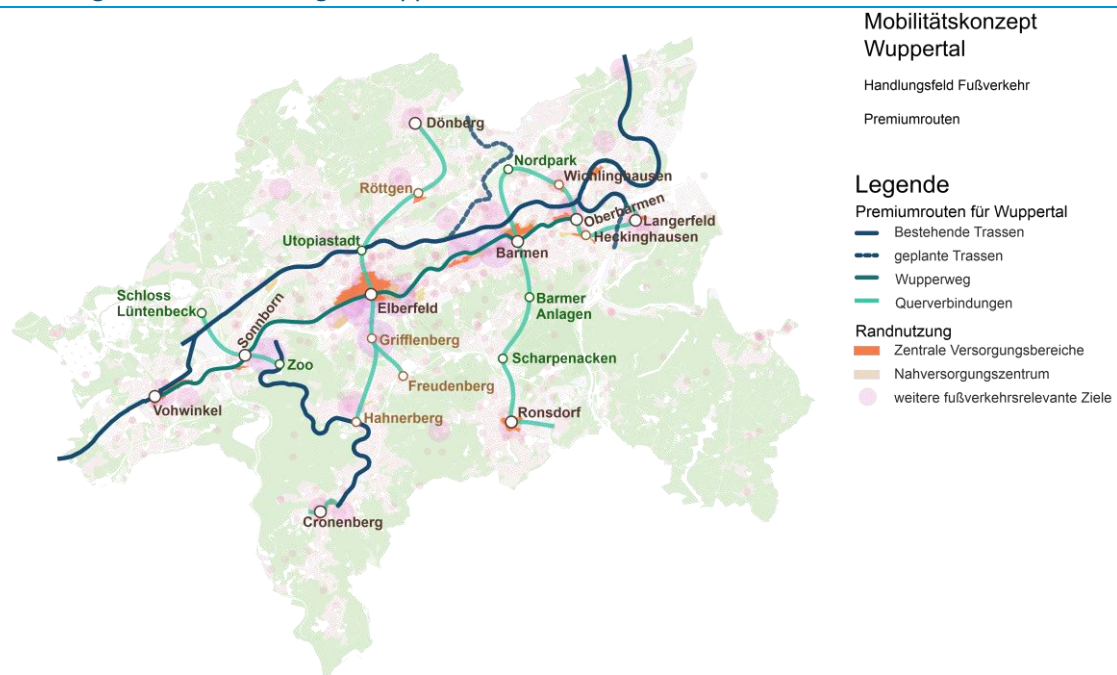 Mobilitätskonzept
Wuppertal
Handlungsfeld Fußverkehr
Premiumrouten
Legende
Premiumrouten für Wuppertal
Bestehende Trassen
geplante Trassen
Wupperweg
Querverbindungen
Randnutzung
Zentrale Versorgungsbereiche
Nahversorgungszentrum
weitere fußverkehrsrelevante Ziele
Dönberg
Nordpark
Röttgen
Wichlinghausen
Oberbarmen
Langerfeld
Heckinghausen
Utopiastadt
Barmen
Schloss
Lüntenbeck
Sonnborn
Elberfeld
Barmer
Anlagen
Grifflenberg
Zoo
Scharpenacken
Freudenberg
Vohwinkel
Hahnerberg
Ronsdorf
Cronenberg